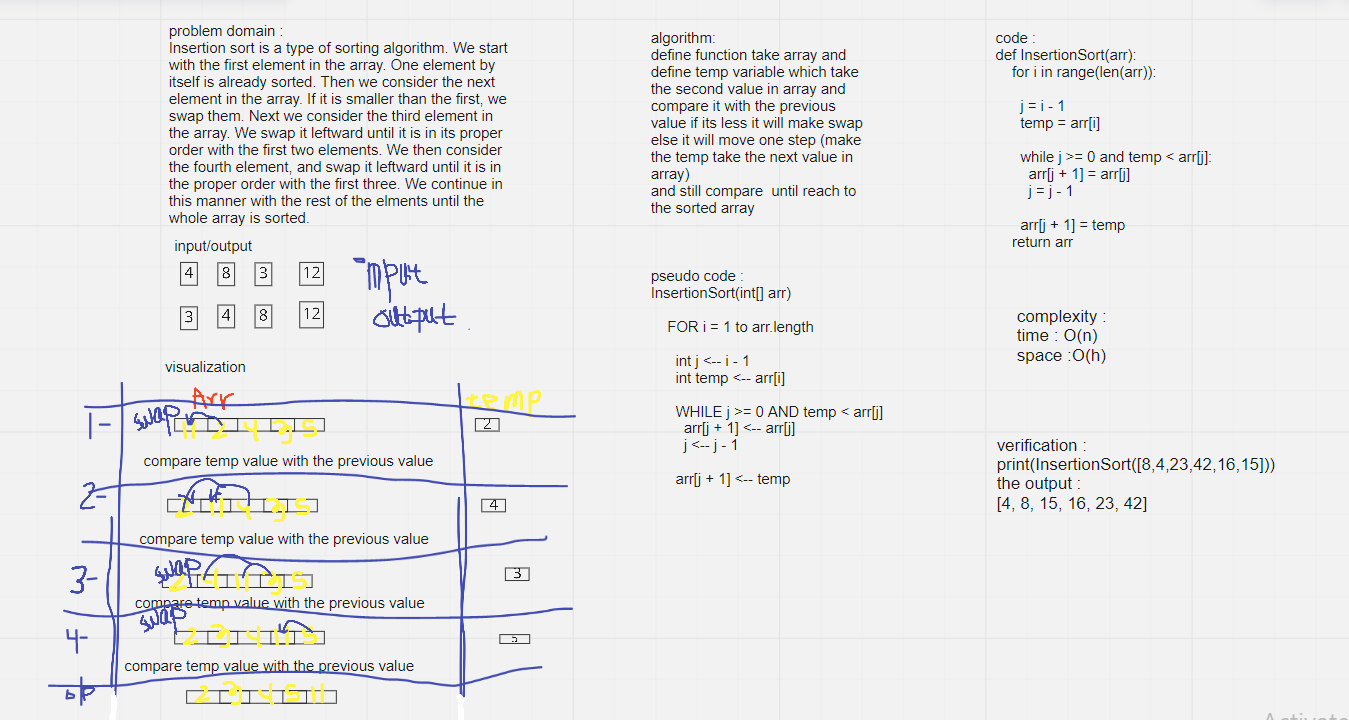 problem domain :
Insertion sort is a type of sorting algorithm. We start
with the first element in the array. One element by
itself is already sorted. Then we consider the next
element in the array. If it is smaller than the first, we
swap them. Next we consider the third element in
the array. We swap it leftward until it is in its proper
order with the first two elements. We then consider
the fourth element, and swap it leftward until it is in
the proper order with the first three. We continue in
this manner with the rest of the elments until the
whole array is sorted.
input/output
4 8 3 12 input
3 4 8 12 output
visualization
Arr temp
1- swap 11 2 4 3 5 2
compare temp value with the previous value
2- 2 11 4 3 5 4
compare temp value with the previous value
3- swap 2 4 11 3 5 3
compare temp value with the previous value
4- swap 2 3 4 11 5 5
compare temp value with the previous value
o/p 2 3 4 5 11
algorithm:
define function take array and
define temp variable which take
the second value in array and
compare it with the previous
value if its less it will make swap
else it will move one step (make
the temp take the next value in
array)
and still compare  until reach to
the sorted array
pseudo code :
InsertionSort(int[] arr)
FOR i = 1 to arr.length
int j <-- i - 1
int temp <-- arr[i]
WHILE j >= 0 AND temp < arr[j]
arr[j + 1] <-- arr[j]
j <-- j - 1
arr[j + 1] <-- temp
code :
def InsertionSort(arr):
for i in range(len(arr)):
j = i - 1
temp = arr[i]
while j >= 0 and temp < arr[j]:
arr[j + 1] = arr[j]
j = j - 1
arr[j + 1] = temp
return arr
complexity :
time : O(n)
space :O(h)
verification :
print(InsertionSort([8,4,23,42,16,15]))
the output :
[4, 8, 15, 16, 23, 42]